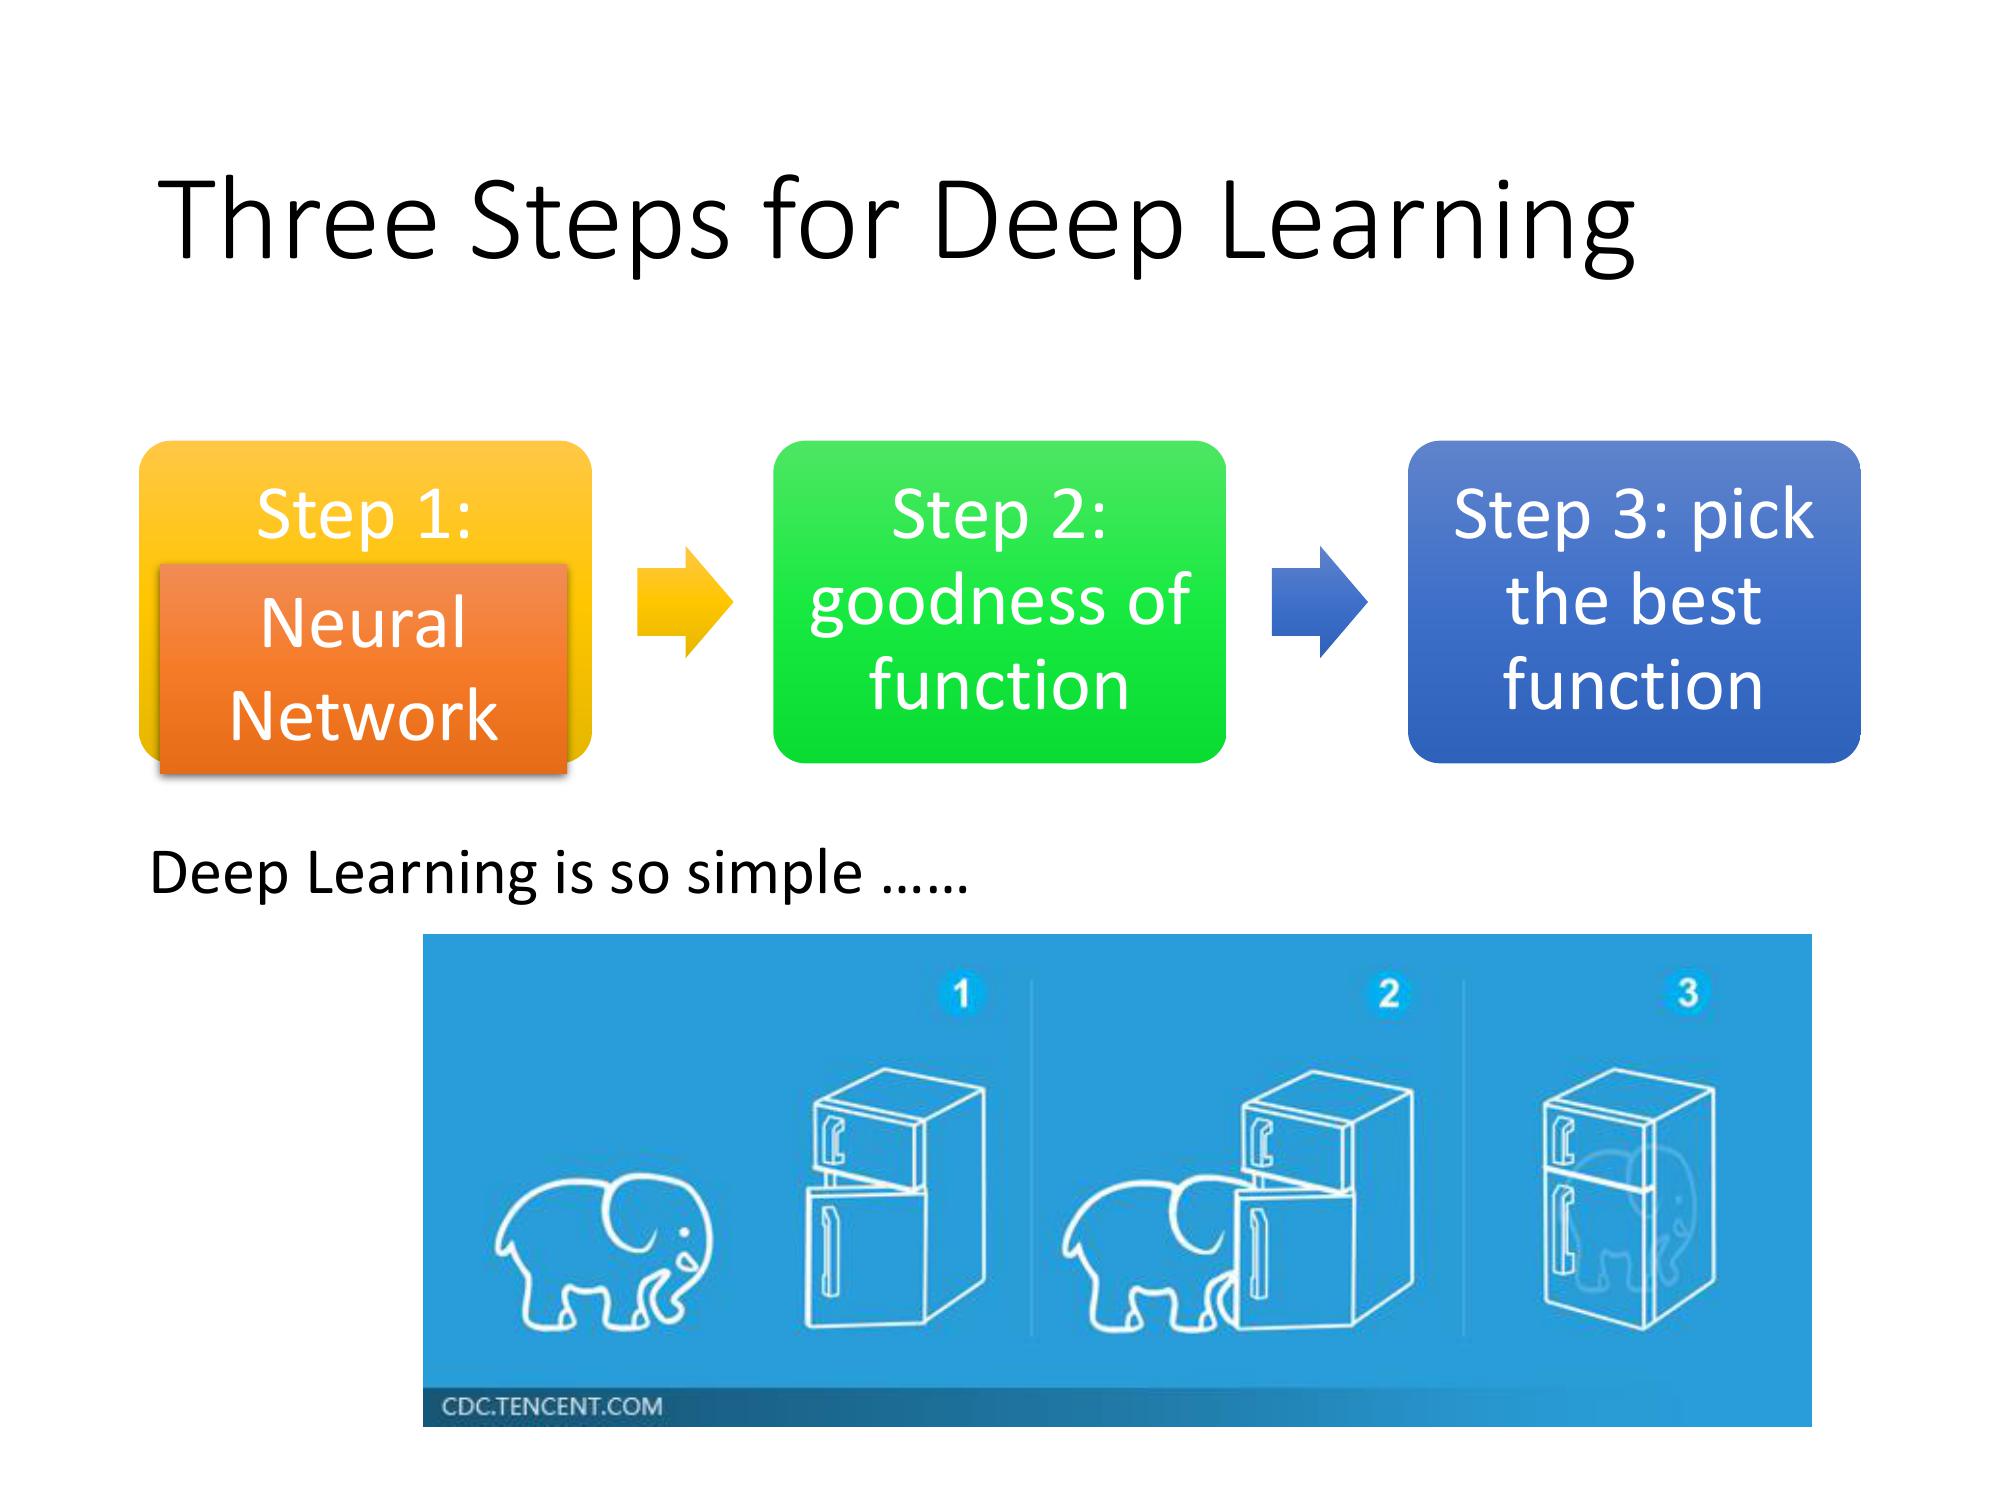 Three Steps for Deep Learning
Step 1:
Neural
Network
Step 2:
goodness of
function
Step 3: pick
the best
function
Deep Learning is so simple ......
1
2
3
CDC.TENCENT.COM